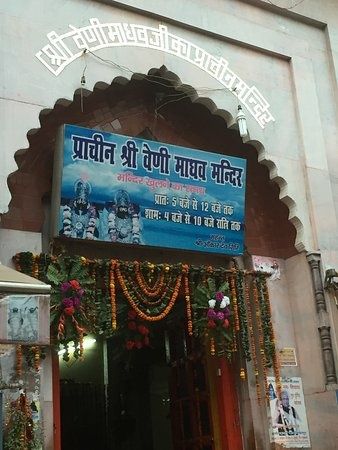 श्री वेणीमाधवजी का प्राचीन मन्दिर
प्राचीन श्री वेणी माधव मन्दिर
मन्दिर खुलने का समय
प्रातः 5 बजे से 12 बजे तक
शामः 4 बजे से 10 बजे रात्रि तक